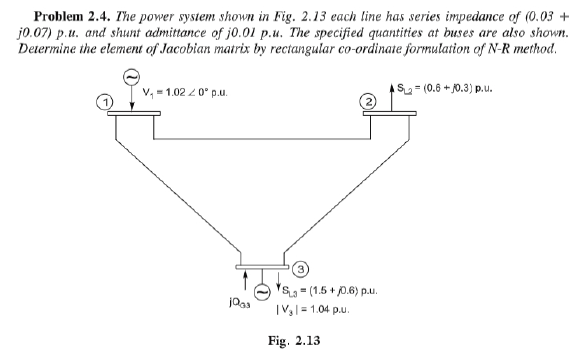 Problem 2.4. The power system shown in Fig. 2.13 each line has series impedance of (0.03 +
j0.07) p.u. and shunt admittance of j0.01 p.u. The specified quantities at buses are also shown.
Determine the element of Jacobian matrix by rectangular co-ordinate formulation of N-R method.
V₁ = 1.02 ∠ 0° p.u.
S_L2 = (0.6 + j0.3) p.u.
1
2
3
S_L3 = (1.5 + j0.6) p.u.
jQ_G3
|V₃| = 1.04 p.u.
Fig. 2.13